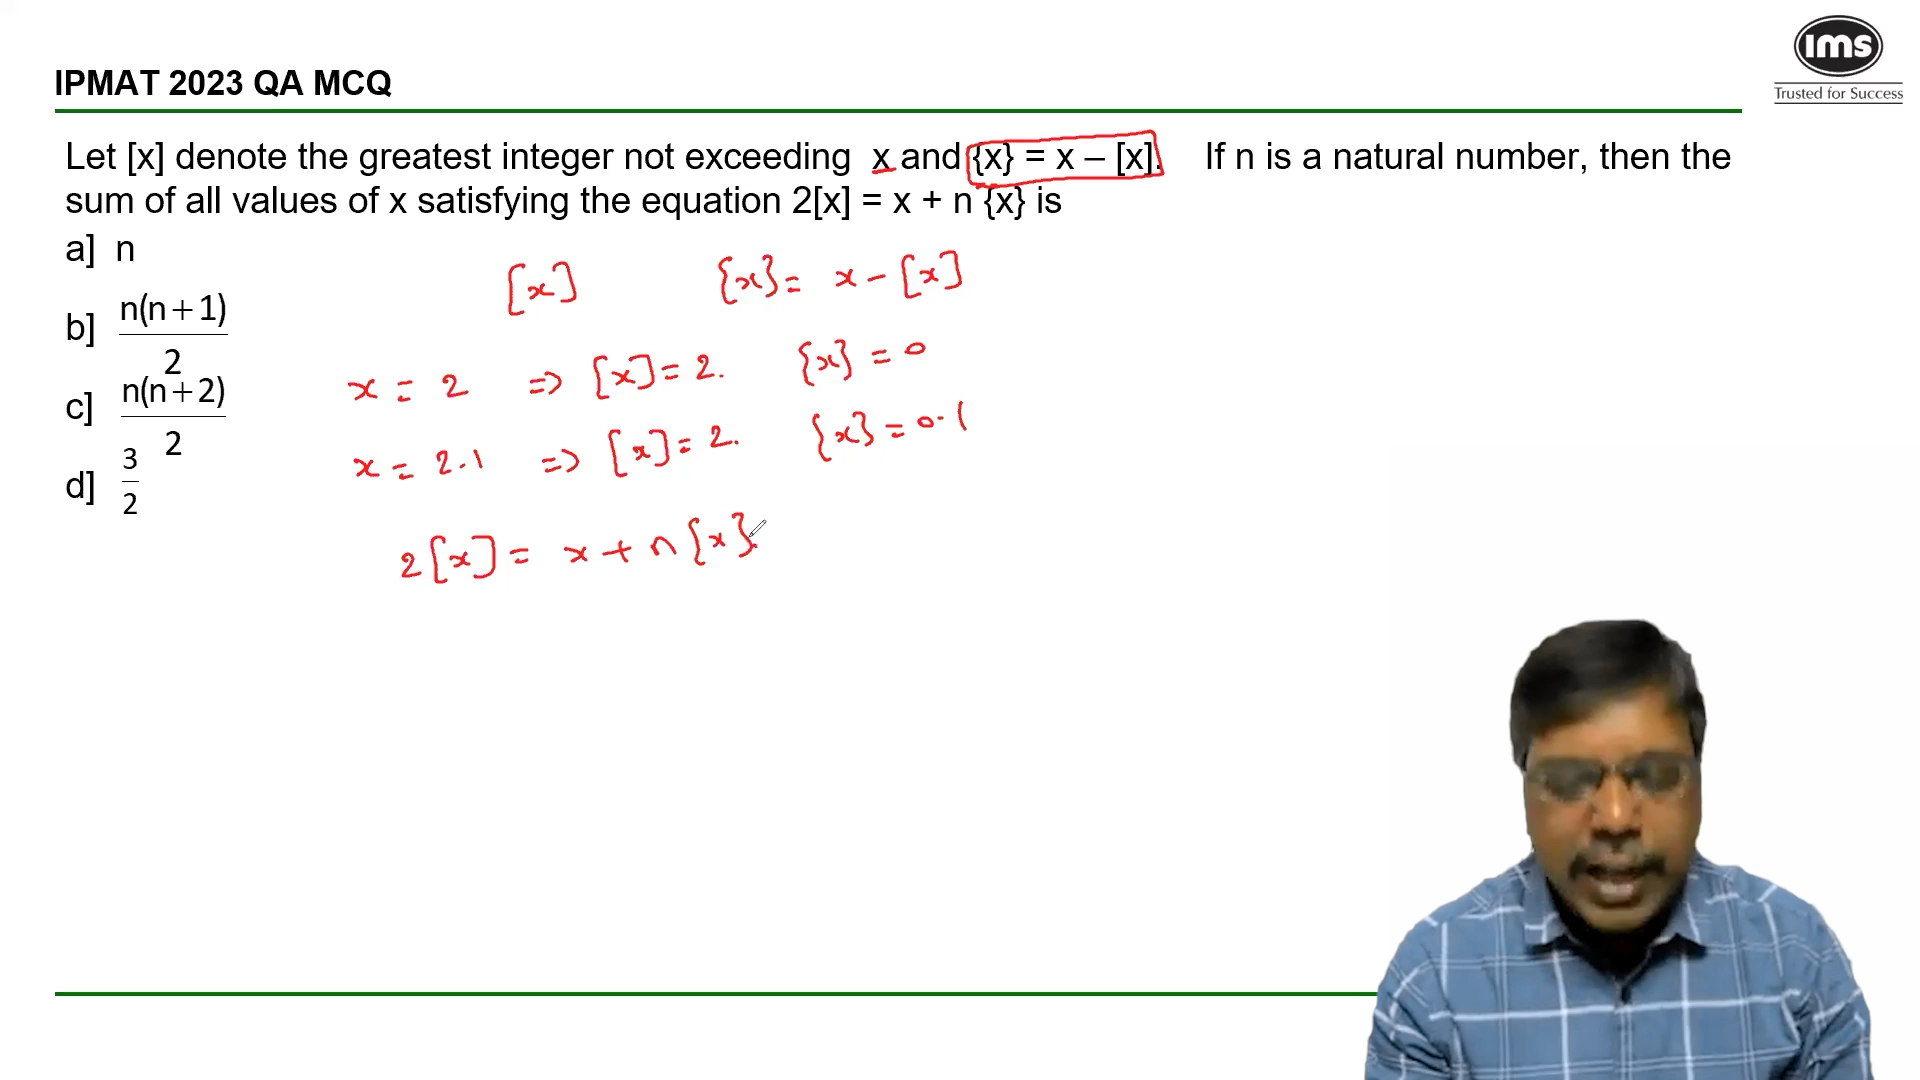 ims
Trusted for Success
IPMAT 2023 QA MCQ
Let [x] denote the greatest integer not exceeding x and {x} = x – [x]. If n is a natural number, then the
sum of all values of x satisfying the equation 2[x] = x + n {x} is
a] n
b] n(n+1)/2
c] n(n+2)/2
d] 3/2
[x] {x} = x - [x]
x = 2 => [x] = 2. {x} = 0
x = 2.1 => [x] = 2. {x} = 0.1
2[x] = x + n{x}